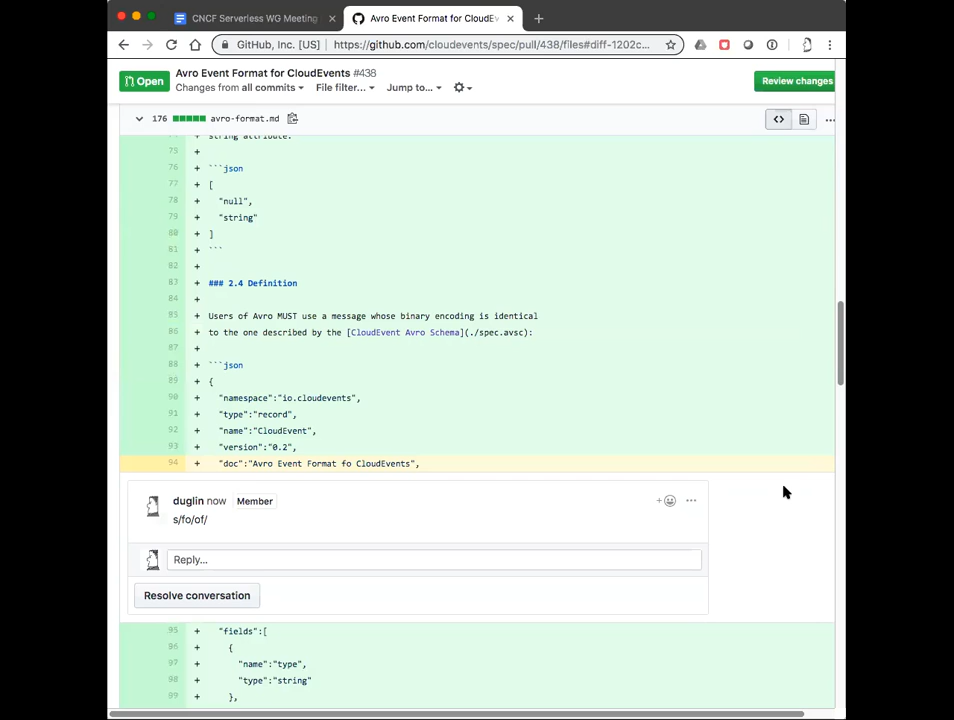 CNCF Serverless WG Meeting
Avro Event Format for CloudEv
GitHub, Inc. [US]
https://github.com/cloudevents/spec/pull/438/files#diff-1202c...
Open
Avro Event Format for CloudEvents #438
Changes from all commits
File filter...
Jump to...
Review changes
176
avro-format.md
string attribute.
75 +
76 + ```json
77 + [
78 + "null",
79 + "string"
80 + ]
81 + ```
82 +
83 + ### 2.4 Definition
84 +
85 + Users of Avro MUST use a message whose binary encoding is identical
86 + to the one described by the [CloudEvent Avro Schema](./spec.avsc):
87 +
88 + ```json
89 + {
90 + "namespace":"io.cloudevents",
91 + "type":"record",
92 + "name":"CloudEvent",
93 + "version":"0.2",
94 + "doc":"Avro Event Format fo CloudEvents",
duglin now Member
s/fo/of/
Reply...
Resolve conversation
95 + "fields":[
96 + {
97 + "name":"type",
98 + "type":"string"
99 + },